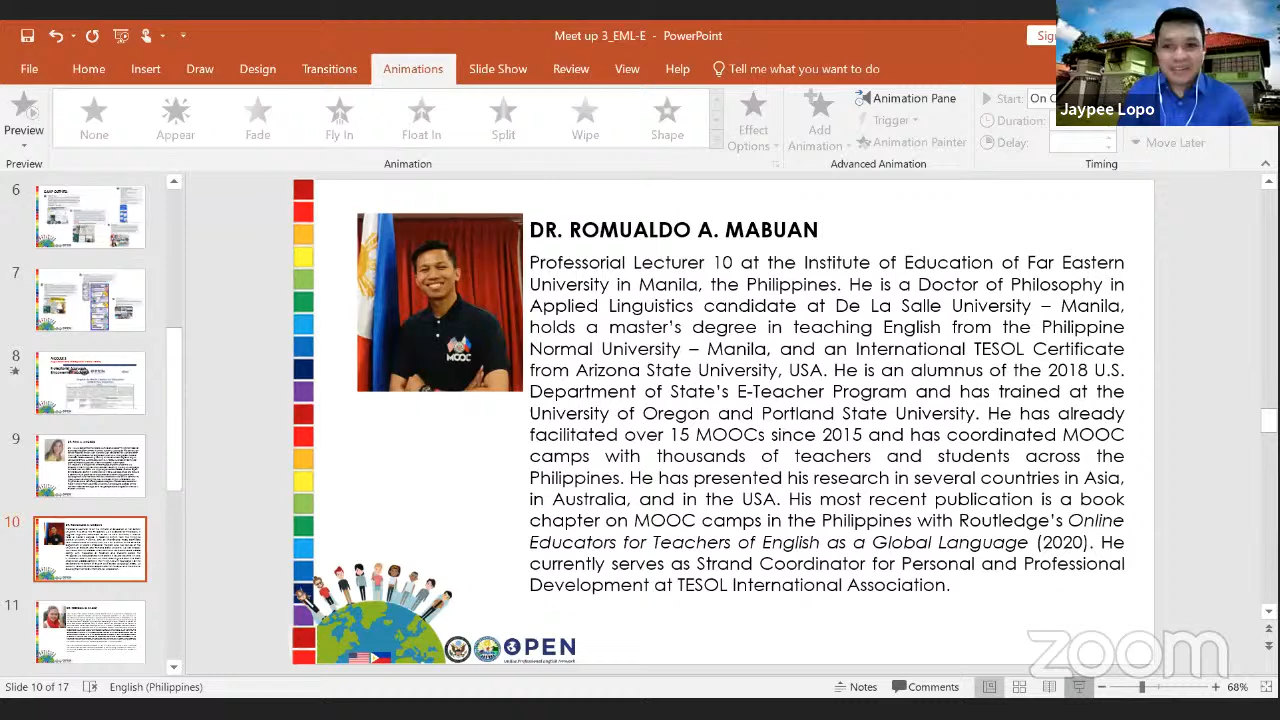 Meet up 3_EML-E - PowerPoint
File Home Insert Draw Design Transitions Animations Slide Show Review View Help Tell me what you want to do
Jaypee Lopo
Preview
None Appear Fade Fly In Float In Split Wipe Shape
Effect Options
Add Animation
Animation Pane
Trigger
Animation Painter
Start: On
Duration:
Delay:
Move Later
Preview Animation Advanced Animation Timing
6
7
8
9
10
11
DR. ROMUALDO A. MABUAN
Professorial Lecturer 10 at the Institute of Education of Far Eastern
University in Manila, the Philippines. He is a Doctor of Philosophy in
Applied Linguistics candidate at De La Salle University – Manila,
holds a master's degree in teaching English from the Philippine
Normal University – Manila, and an International TESOL Certificate
from Arizona State University, USA. He is an alumnus of the 2018 U.S.
Department of State's E-Teacher Program and has trained at the
University of Oregon and Portland State University. He has already
facilitated over 15 MOOCs since 2015 and has coordinated MOOC
camps with thousands of teachers and students across the
Philippines. He has presented his research in several countries in Asia,
in Australia, and in the USA. His most recent publication is a book
chapter on MOOC camps in the Philippines with Routledge's Online
Educators for Teachers of English as a Global Language (2020). He
currently serves as Strand Coordinator for Personal and Professional
Development at TESOL International Association.
MOOC
OPEN
Online Professional English Network
zoom
Slide 10 of 17 English (Philippines) Notes Comments 68%